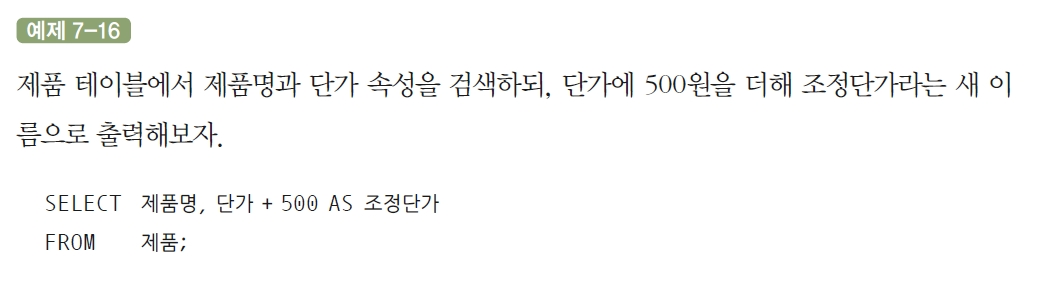 예제 7-16
제품 테이블에서 제품명과 단가 속성을 검색하되, 단가에 500원을 더해 조정단가라는 새 이
름으로 출력해보자.
SELECT 제품명, 단가 + 500 AS 조정단가
FROM 제품;